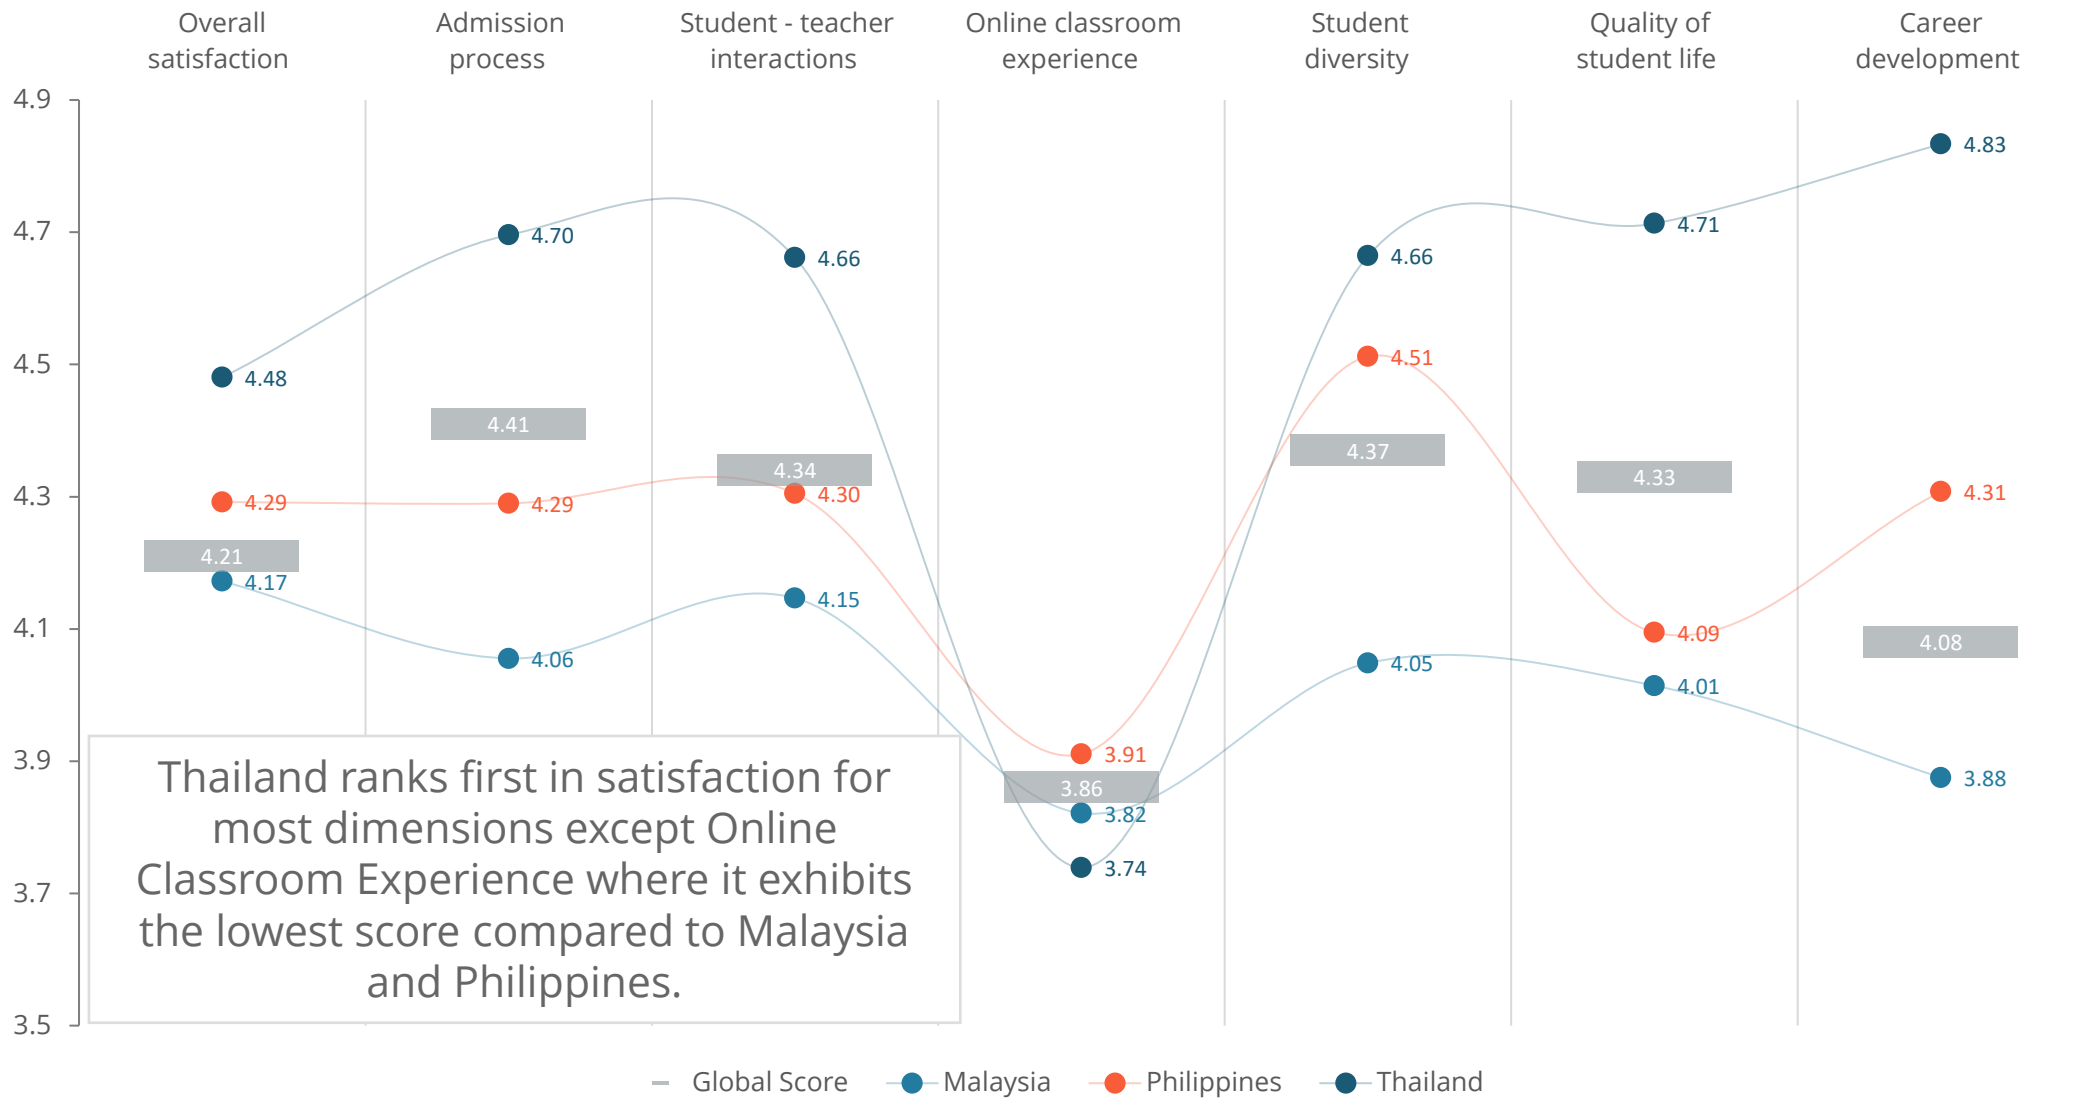 Overall
satisfaction
Admission
process
Student - teacher
interactions
Online classroom
experience
Student
diversity
Quality of
student life
Career
development
4.9
4.7
4.5
4.3
4.1
3.9
3.7
3.5
4.48
4.29
4.21
4.17
4.70
4.41
4.29
4.06
4.66
4.34
4.30
4.15
3.91
3.86
3.82
3.74
4.66
4.51
4.37
4.05
4.71
4.33
4.09
4.01
4.83
4.31
4.08
3.88
Thailand ranks first in satisfaction for
most dimensions except Online
Classroom Experience where it exhibits
the lowest score compared to Malaysia
and Philippines.
Global Score
Malaysia
Philippines
Thailand